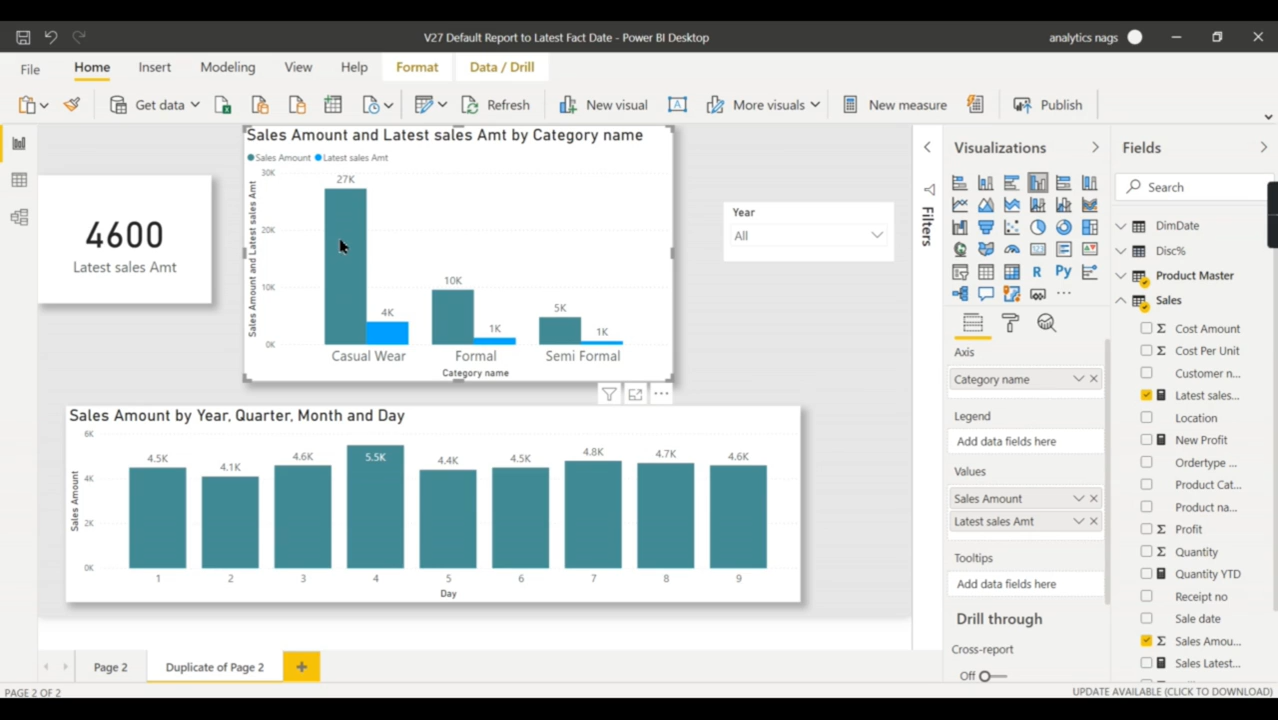 V27 Default Report to Latest Fact Date - Power BI Desktop
analytics nags
File Home Insert Modeling View Help Format Data / Drill
Get data Refresh New visual More visuals New measure Publish
4600
Latest sales Amt
Sales Amount and Latest sales Amt by Category name
Sales Amount Latest sales Amt
Sales Amount and Latest sales Amt
30K
20K
10K
0K
27K 4K 10K 1K 5K 1K
Casual Wear Formal Semi Formal
Category name
Year
All
Sales Amount by Year, Quarter, Month and Day
Sales Amount
6K
4K
2K
0K
4.5K 4.1K 4.6K 5.5K 4.4K 4.5K 4.8K 4.7K 4.6K
1 2 3 4 5 6 7 8 9
Day
Filters
Visualizations
R Py
Axis
Category name
Legend
Add data fields here
Values
Sales Amount
Latest sales Amt
Tooltips
Add data fields here
Drill through
Cross-report
Off
Fields
Search
DimDate
Disc%
Product Master
Sales
Σ Cost Amount
Σ Cost Per Unit
Customer n...
Latest sales...
Location
New Profit
Ordertype ...
Product Cat...
Product na...
Σ Profit
Σ Quantity
Quantity YTD
Receipt no
Sale date
Σ Sales Amou...
Sales Latest...
Page 2 Duplicate of Page 2
PAGE 2 OF 2
UPDATE AVAILABLE (CLICK TO DOWNLOAD)